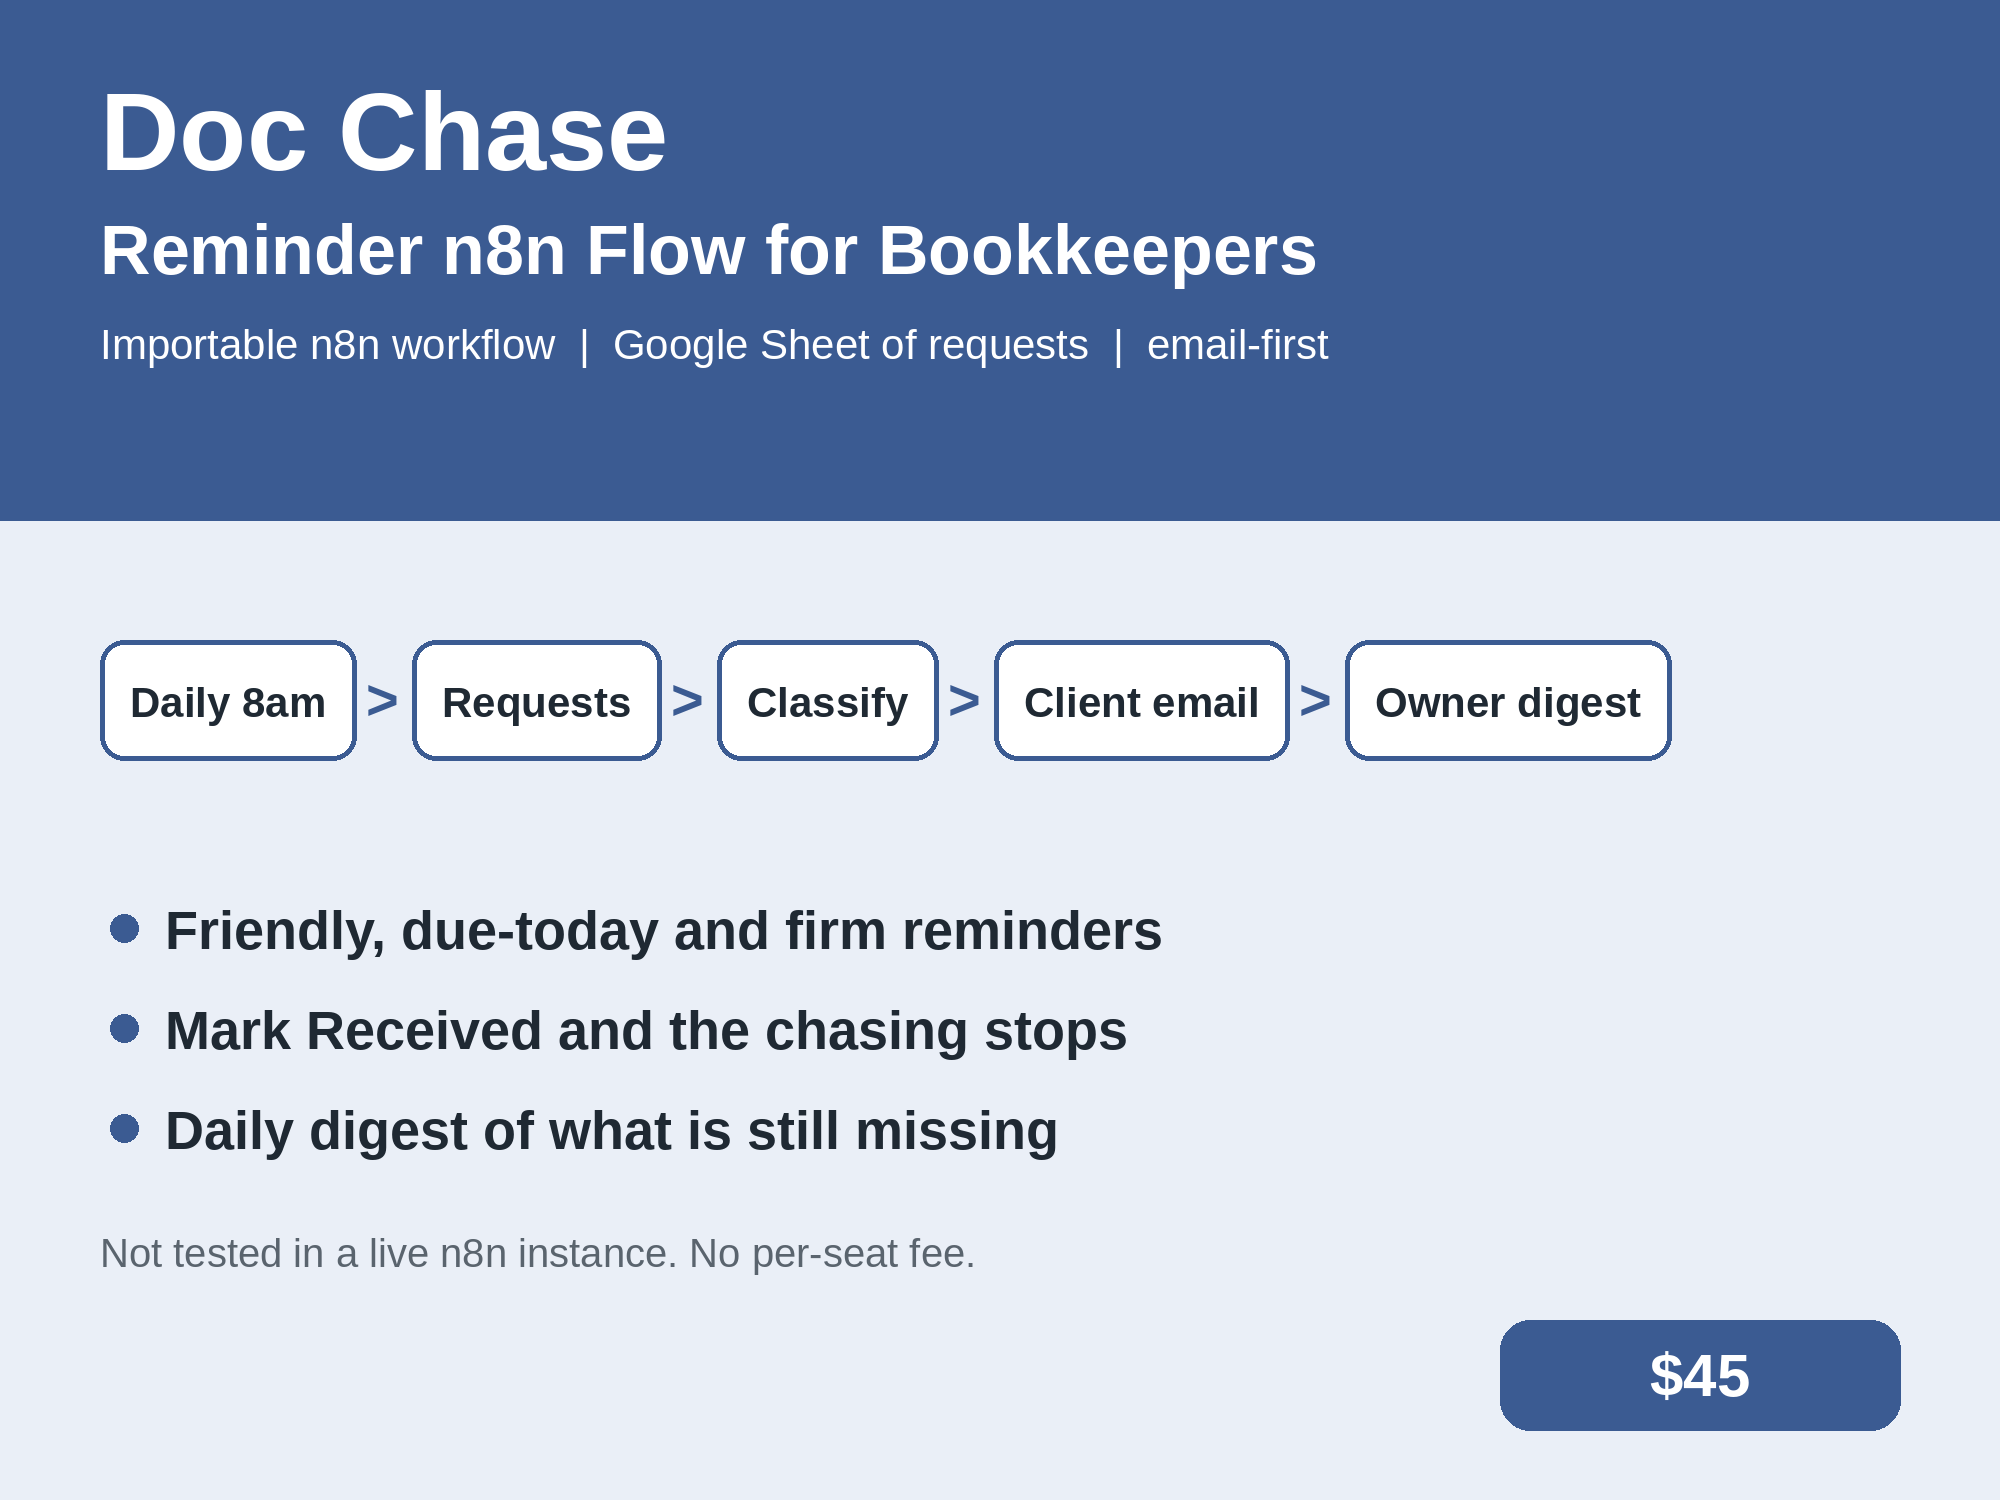 Doc Chase
Reminder n8n Flow for Bookkeepers
Importable n8n workflow | Google Sheet of requests | email-first
Daily 8am > Requests > Classify > Client email > Owner digest
Friendly, due-today and firm reminders
Mark Received and the chasing stops
Daily digest of what is still missing
Not tested in a live n8n instance. No per-seat fee.
$45